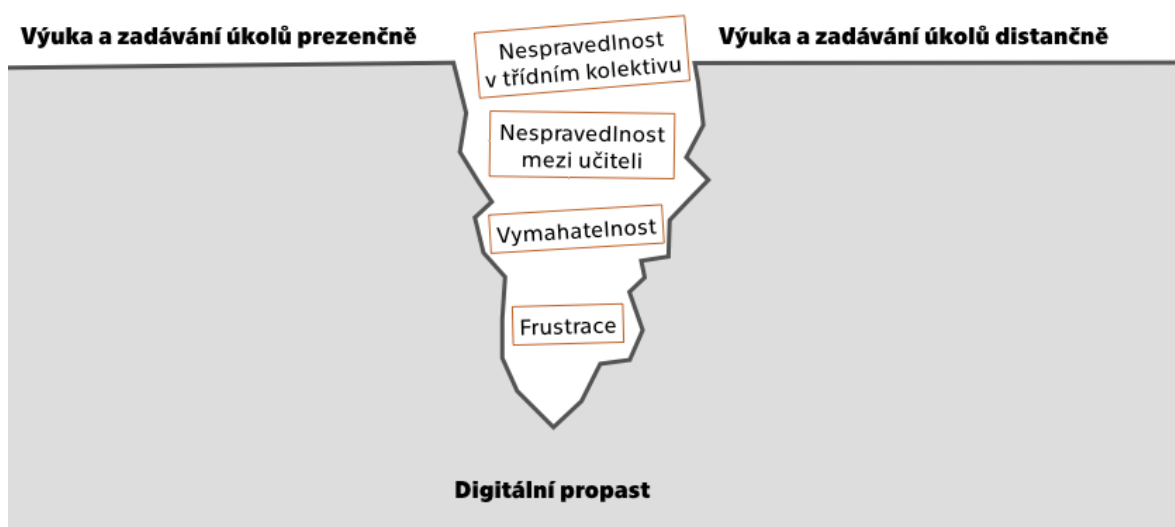 Výuka a zadávání úkolů prezenčně
Výuka a zadávání úkolů distančně
Nespravedlnost
v třídním kolektivu
Nespravedlnost
mezi učiteli
Vymahatelnost
Frustrace
Digitální propast